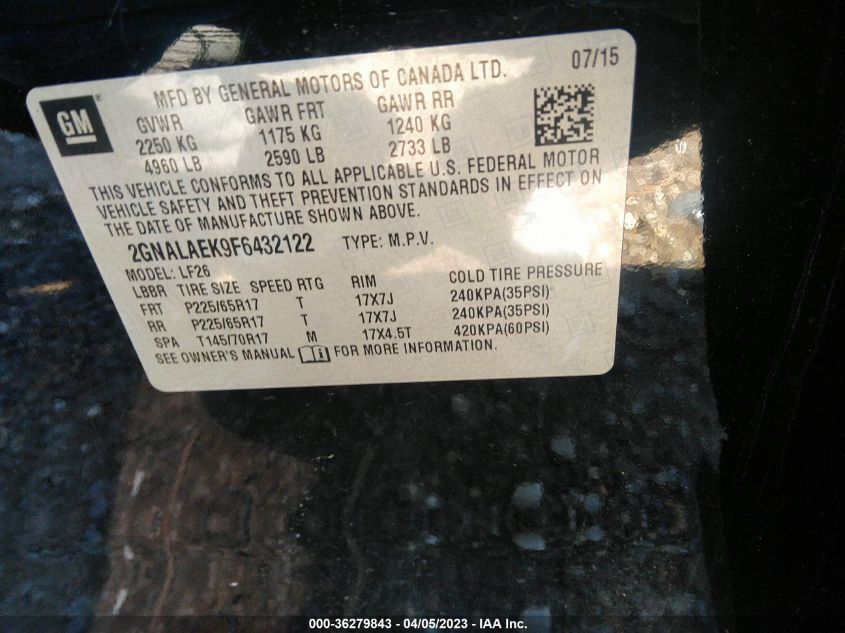 07/15
MFD BY GENERAL MOTORS OF CANADA LTD.
GM ®
GVWR GAWR FRT GAWR RR
2250 KG 1175 KG 1240 KG
4960 LB 2590 LB 2733 LB
THIS VEHICLE CONFORMS TO ALL APPLICABLE U.S. FEDERAL MOTOR
VEHICLE SAFETY AND THEFT PREVENTION STANDARDS IN EFFECT ON
THE DATE OF MANUFACTURE SHOWN ABOVE.
2GNALAEK9F6432122 TYPE: M.P.V.
MODEL: LF26
LBBR TIRE SIZE SPEED RTG RIM COLD TIRE PRESSURE
FRT P225/65R17 T 17X7J 240KPA(35PSI)
RR P225/65R17 T 17X7J 240KPA(35PSI)
SPA T145/70R17 M 17X4.5T 420KPA(60PSI)
SEE OWNER'S MANUAL FOR MORE INFORMATION.
000-36279843 - 04/05/2023 - IAA Inc.